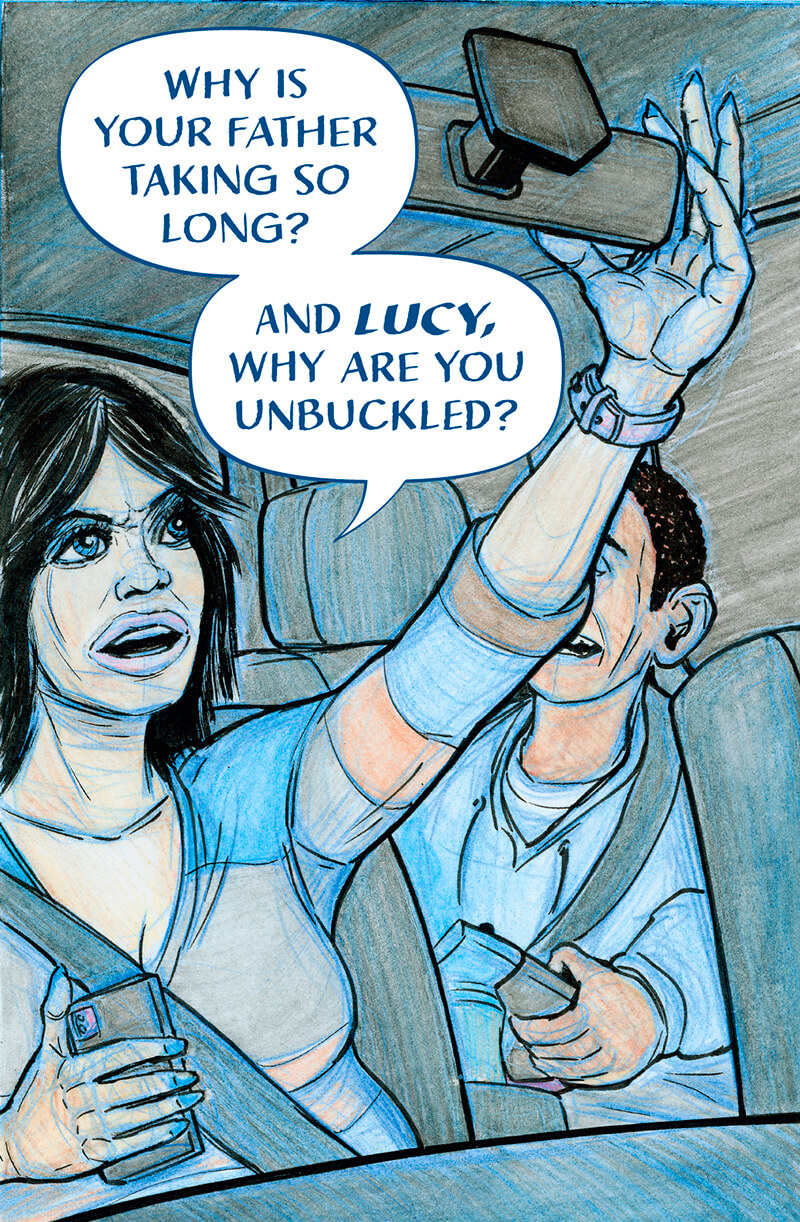 WHY IS
YOUR FATHER
TAKING SO
LONG?
AND LUCY,
WHY ARE YOU
UNBUCKLED?